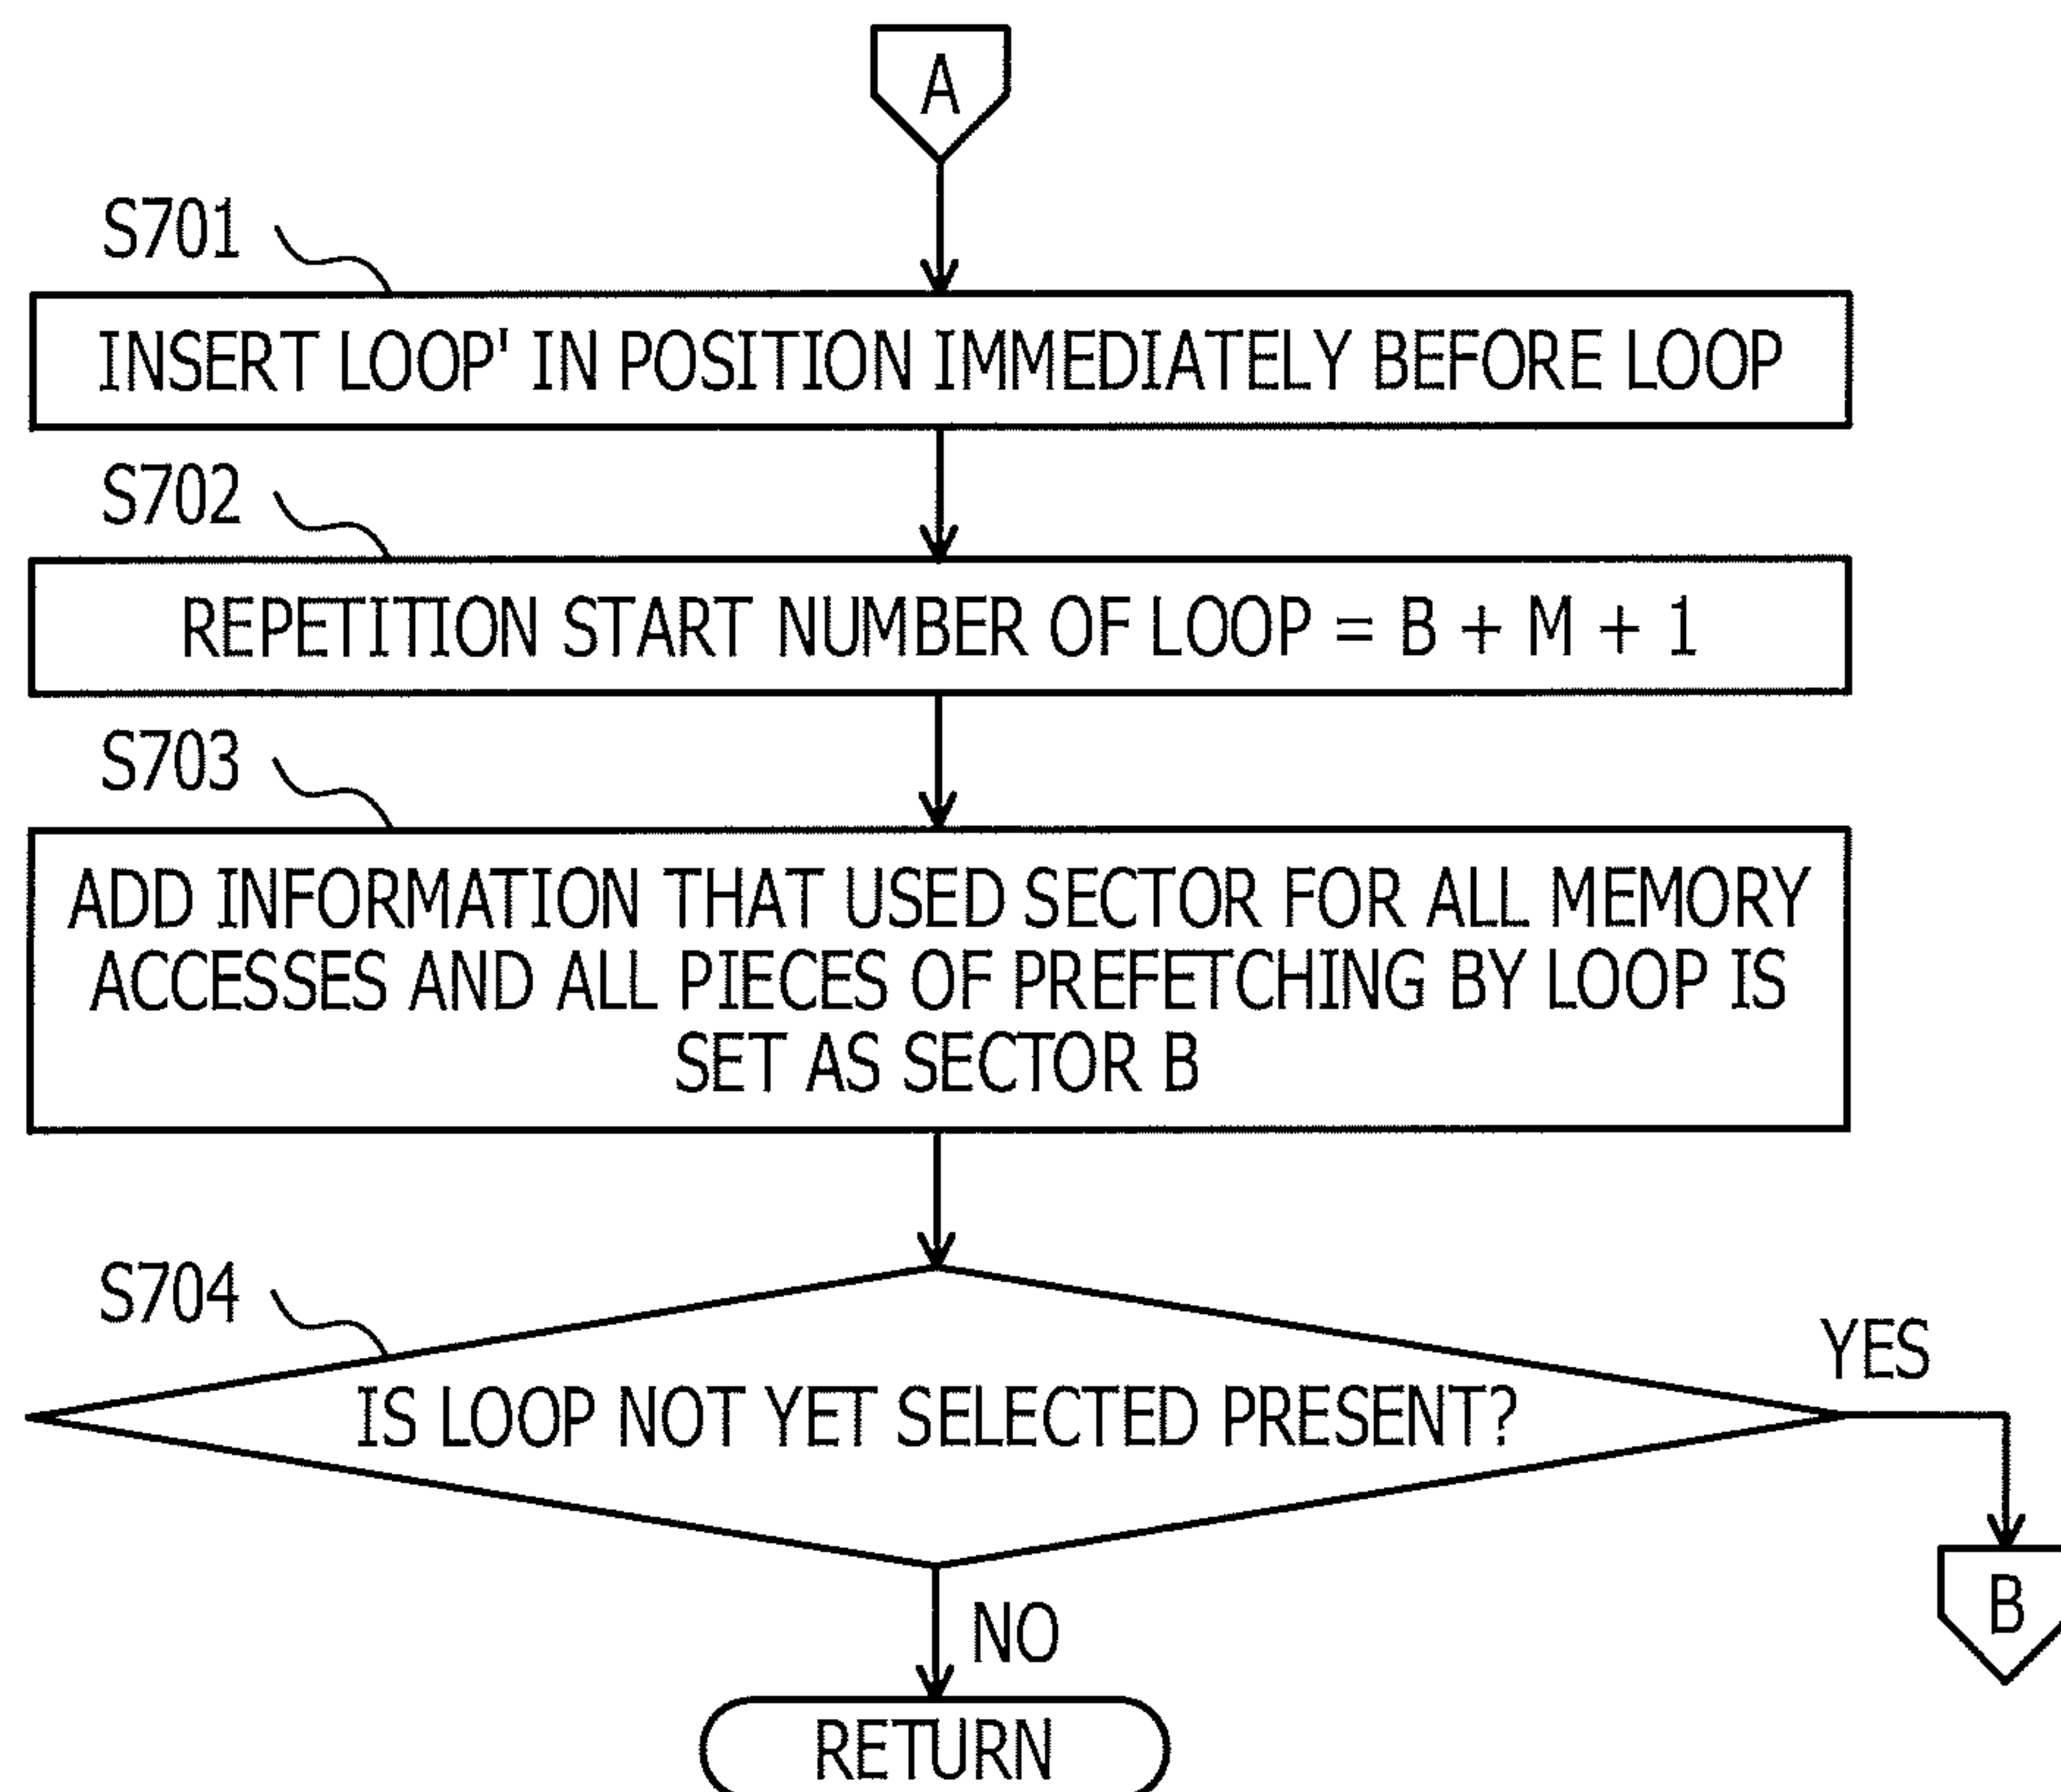 A
S701
INSERT LOOP' IN POSITION IMMEDIATELY BEFORE LOOP
S702
REPETITION START NUMBER OF LOOP = B + M + 1
S703
ADD INFORMATION THAT USED SECTOR FOR ALL MEMORY
ACCESSES AND ALL PIECES OF PREFETCHING BY LOOP IS
SET AS SECTOR B
S704
YES
IS LOOP NOT YET SELECTED PRESENT?
B
NO
RETURN